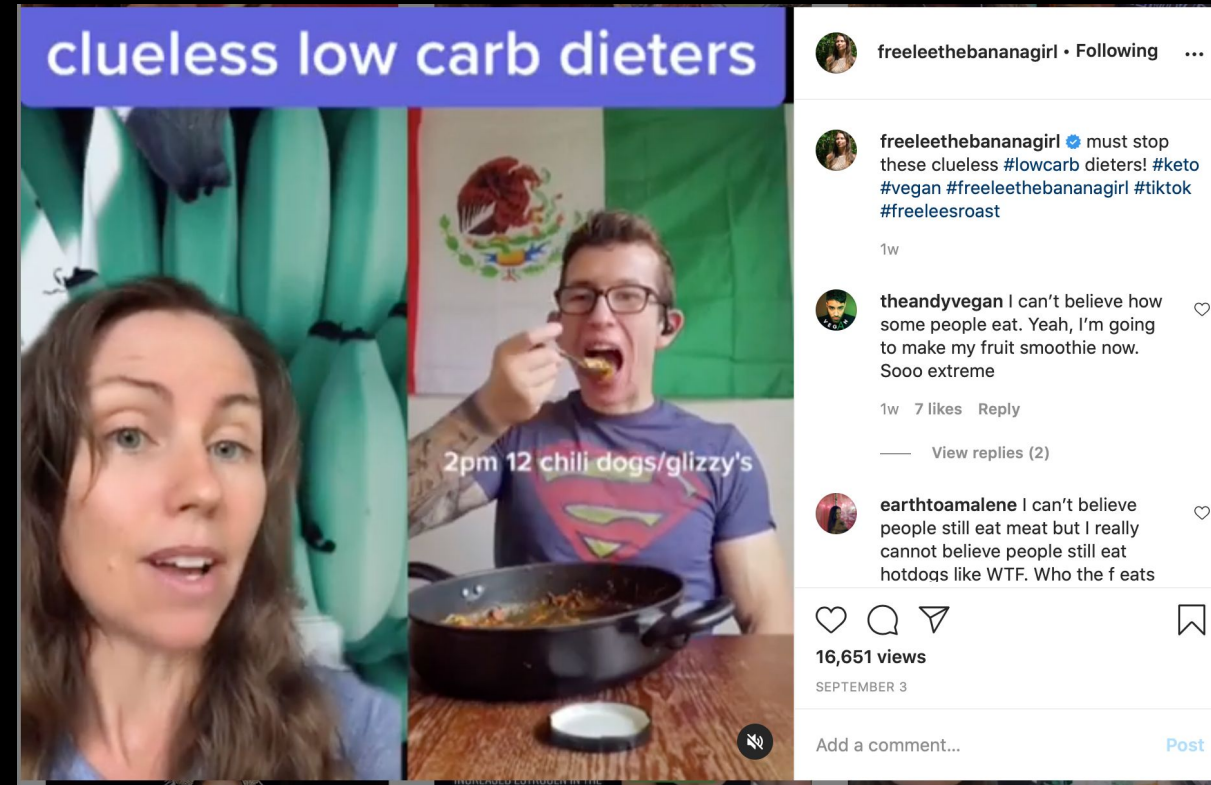 clueless low carb dieters
2pm 12 chili dogs/glizzy's
freeleethebananagirl • Following
freeleethebananagirl must stop
these clueless #lowcarb dieters! #keto
#vegan #freeleethebananagirl #tiktok
#freeleesroast
1w
theandyvegan I can’t believe how
some people eat. Yeah, I’m going
to make my fruit smoothie now.
Sooo extreme
1w 7 likes Reply
View replies (2)
earthtoamalene I can’t believe
people still eat meat but I really
cannot believe people still eat
hotdogs like WTF. Who the f eats
16,651 views
SEPTEMBER 3
Add a comment...
Post
VEGAN